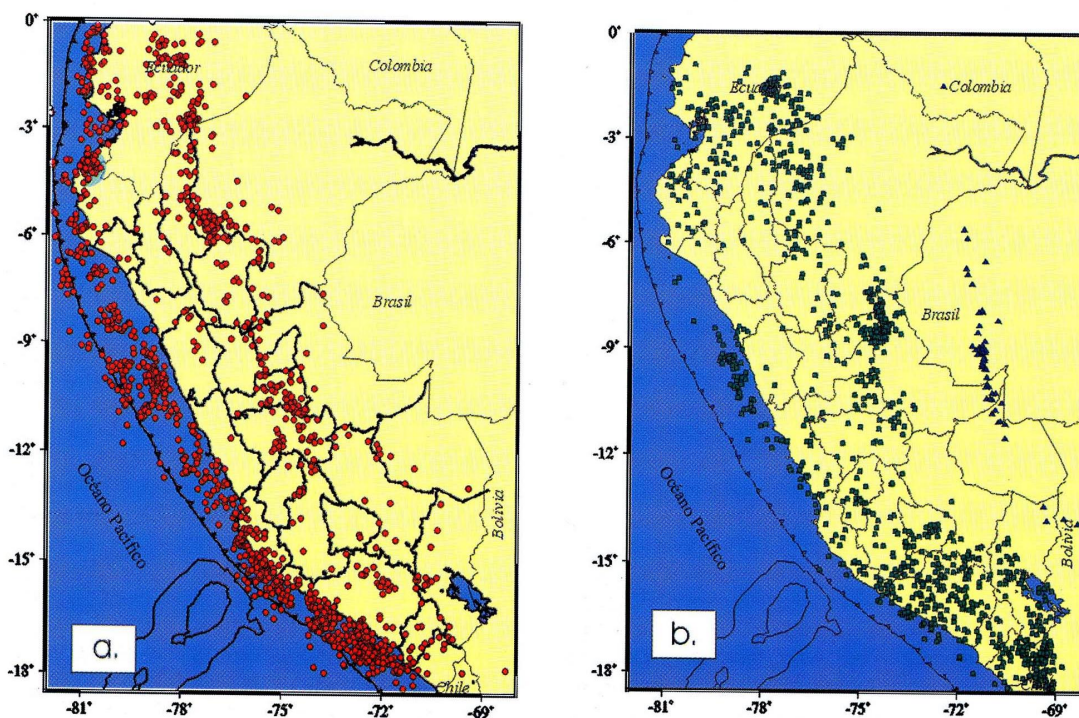 0°
-3°
-6°
-9°
-12°
-15°
-18°
-81°
-78°
-75°
-72°
-69°
Ecuador
Colombia
Brasil
Bolivia
Océano Pacífico
Chile
a.
0°
-3°
-6°
-9°
-12°
-15°
-18°
-81°
-78°
-75°
-72°
-69°
Ecuador
Colombia
Brasil
Bolivia
Océano Pacífico
b.